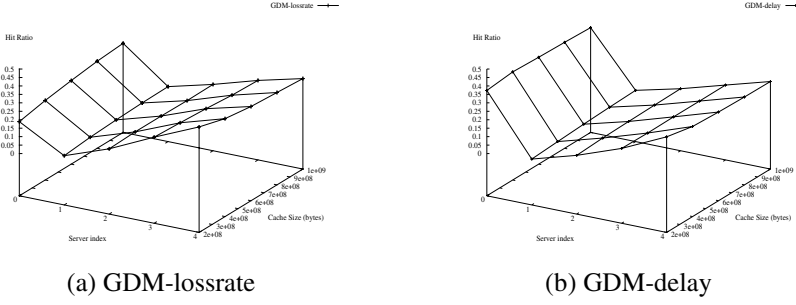 GDM-lossrate
Hit Ratio
0.5
0.45
0.4
0.35
0.3
0.25
0.2
0.15
0.1
0.05
0
0
1
2
3
4
Server index
2e+08
3e+08
4e+08
5e+08
6e+08
7e+08
8e+08
9e+08
1e+09
Cache Size (bytes)
(a) GDM-lossrate
GDM-delay
Hit Ratio
0.5
0.45
0.4
0.35
0.3
0.25
0.2
0.15
0.1
0.05
0
0
1
2
3
4
Server index
2e+08
3e+08
4e+08
5e+08
6e+08
7e+08
8e+08
9e+08
1e+09
Cache Size (bytes)
(b) GDM-delay